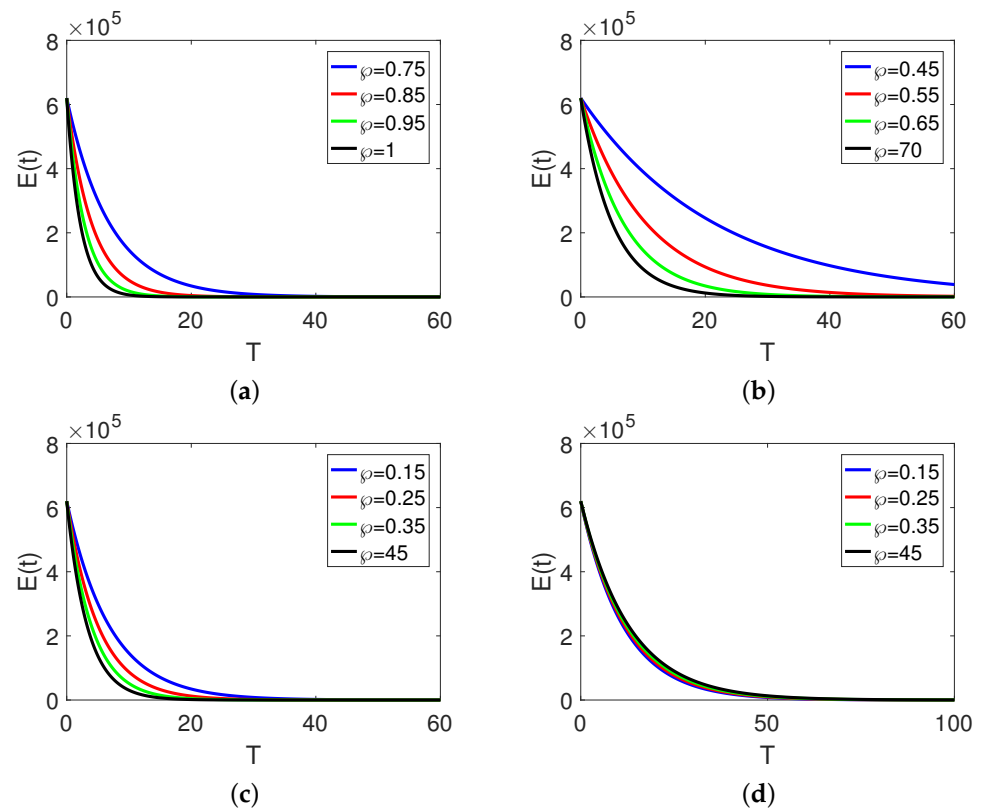 ×10^5
8
6
4
2
0
E(t)
0 20 40 60
T
℘=0.75
℘=0.85
℘=0.95
℘=1
(a)
×10^5
8
6
4
2
0
E(t)
0 20 40 60
T
℘=0.45
℘=0.55
℘=0.65
℘=70
(b)
×10^5
8
6
4
2
0
E(t)
0 20 40 60
T
℘=0.15
℘=0.25
℘=0.35
℘=45
(c)
×10^5
8
6
4
2
0
E(t)
0 50 100
T
℘=0.15
℘=0.25
℘=0.35
℘=45
(d)